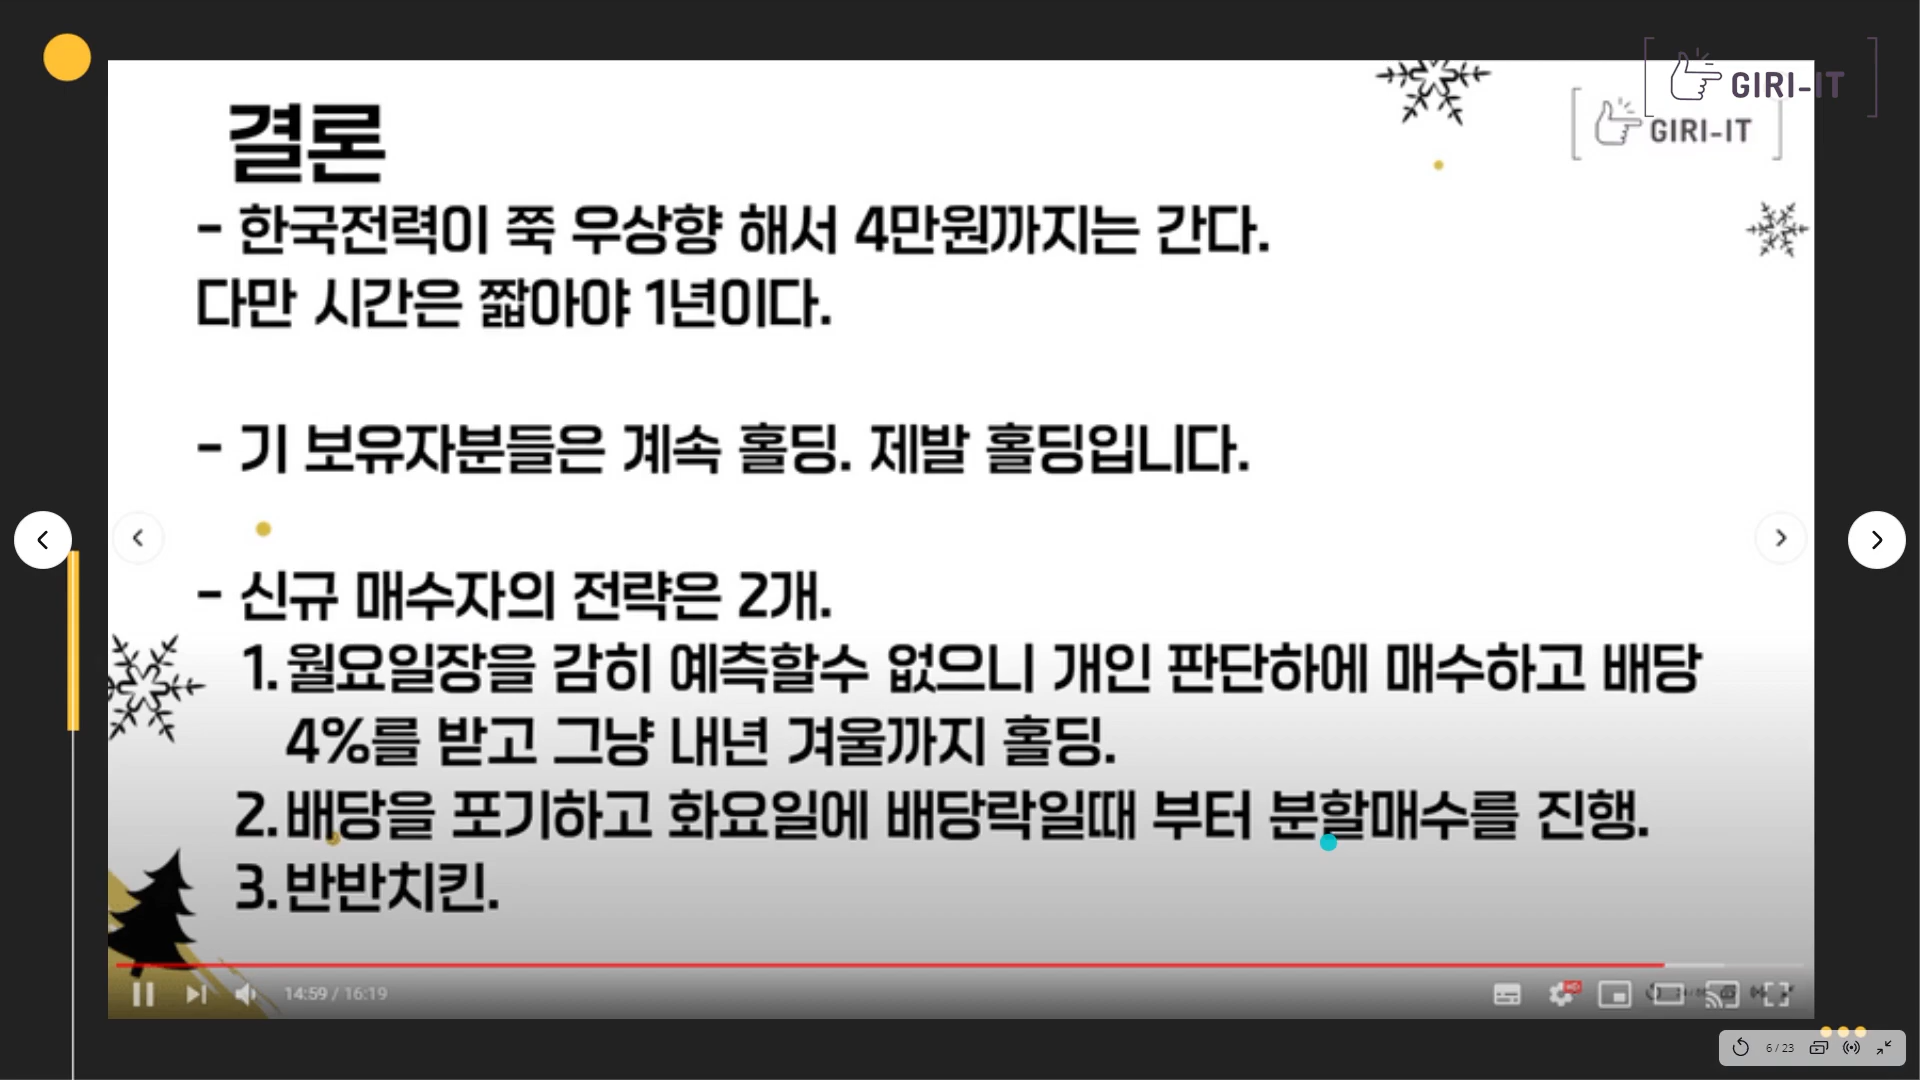 GIRI-IT
결론
GIRI-IT
- 한국전력이 쭉 우상향 해서 4만원까지는 간다.
다만 시간은 짧아야 1년이다.
- 기 보유자분들은 계속 홀딩. 제발 홀딩입니다.
- 신규 매수자의 전략은 2개.
1. 월요일장을 감히 예측할수 없으니 개인 판단하에 매수하고 배당
4%를 받고 그냥 내년 겨울까지 홀딩.
2. 배당을 포기하고 화요일에 배당락일때 부터 분할매수를 진행.
3. 반반치킨.
14:59 / 16:19
6 / 23